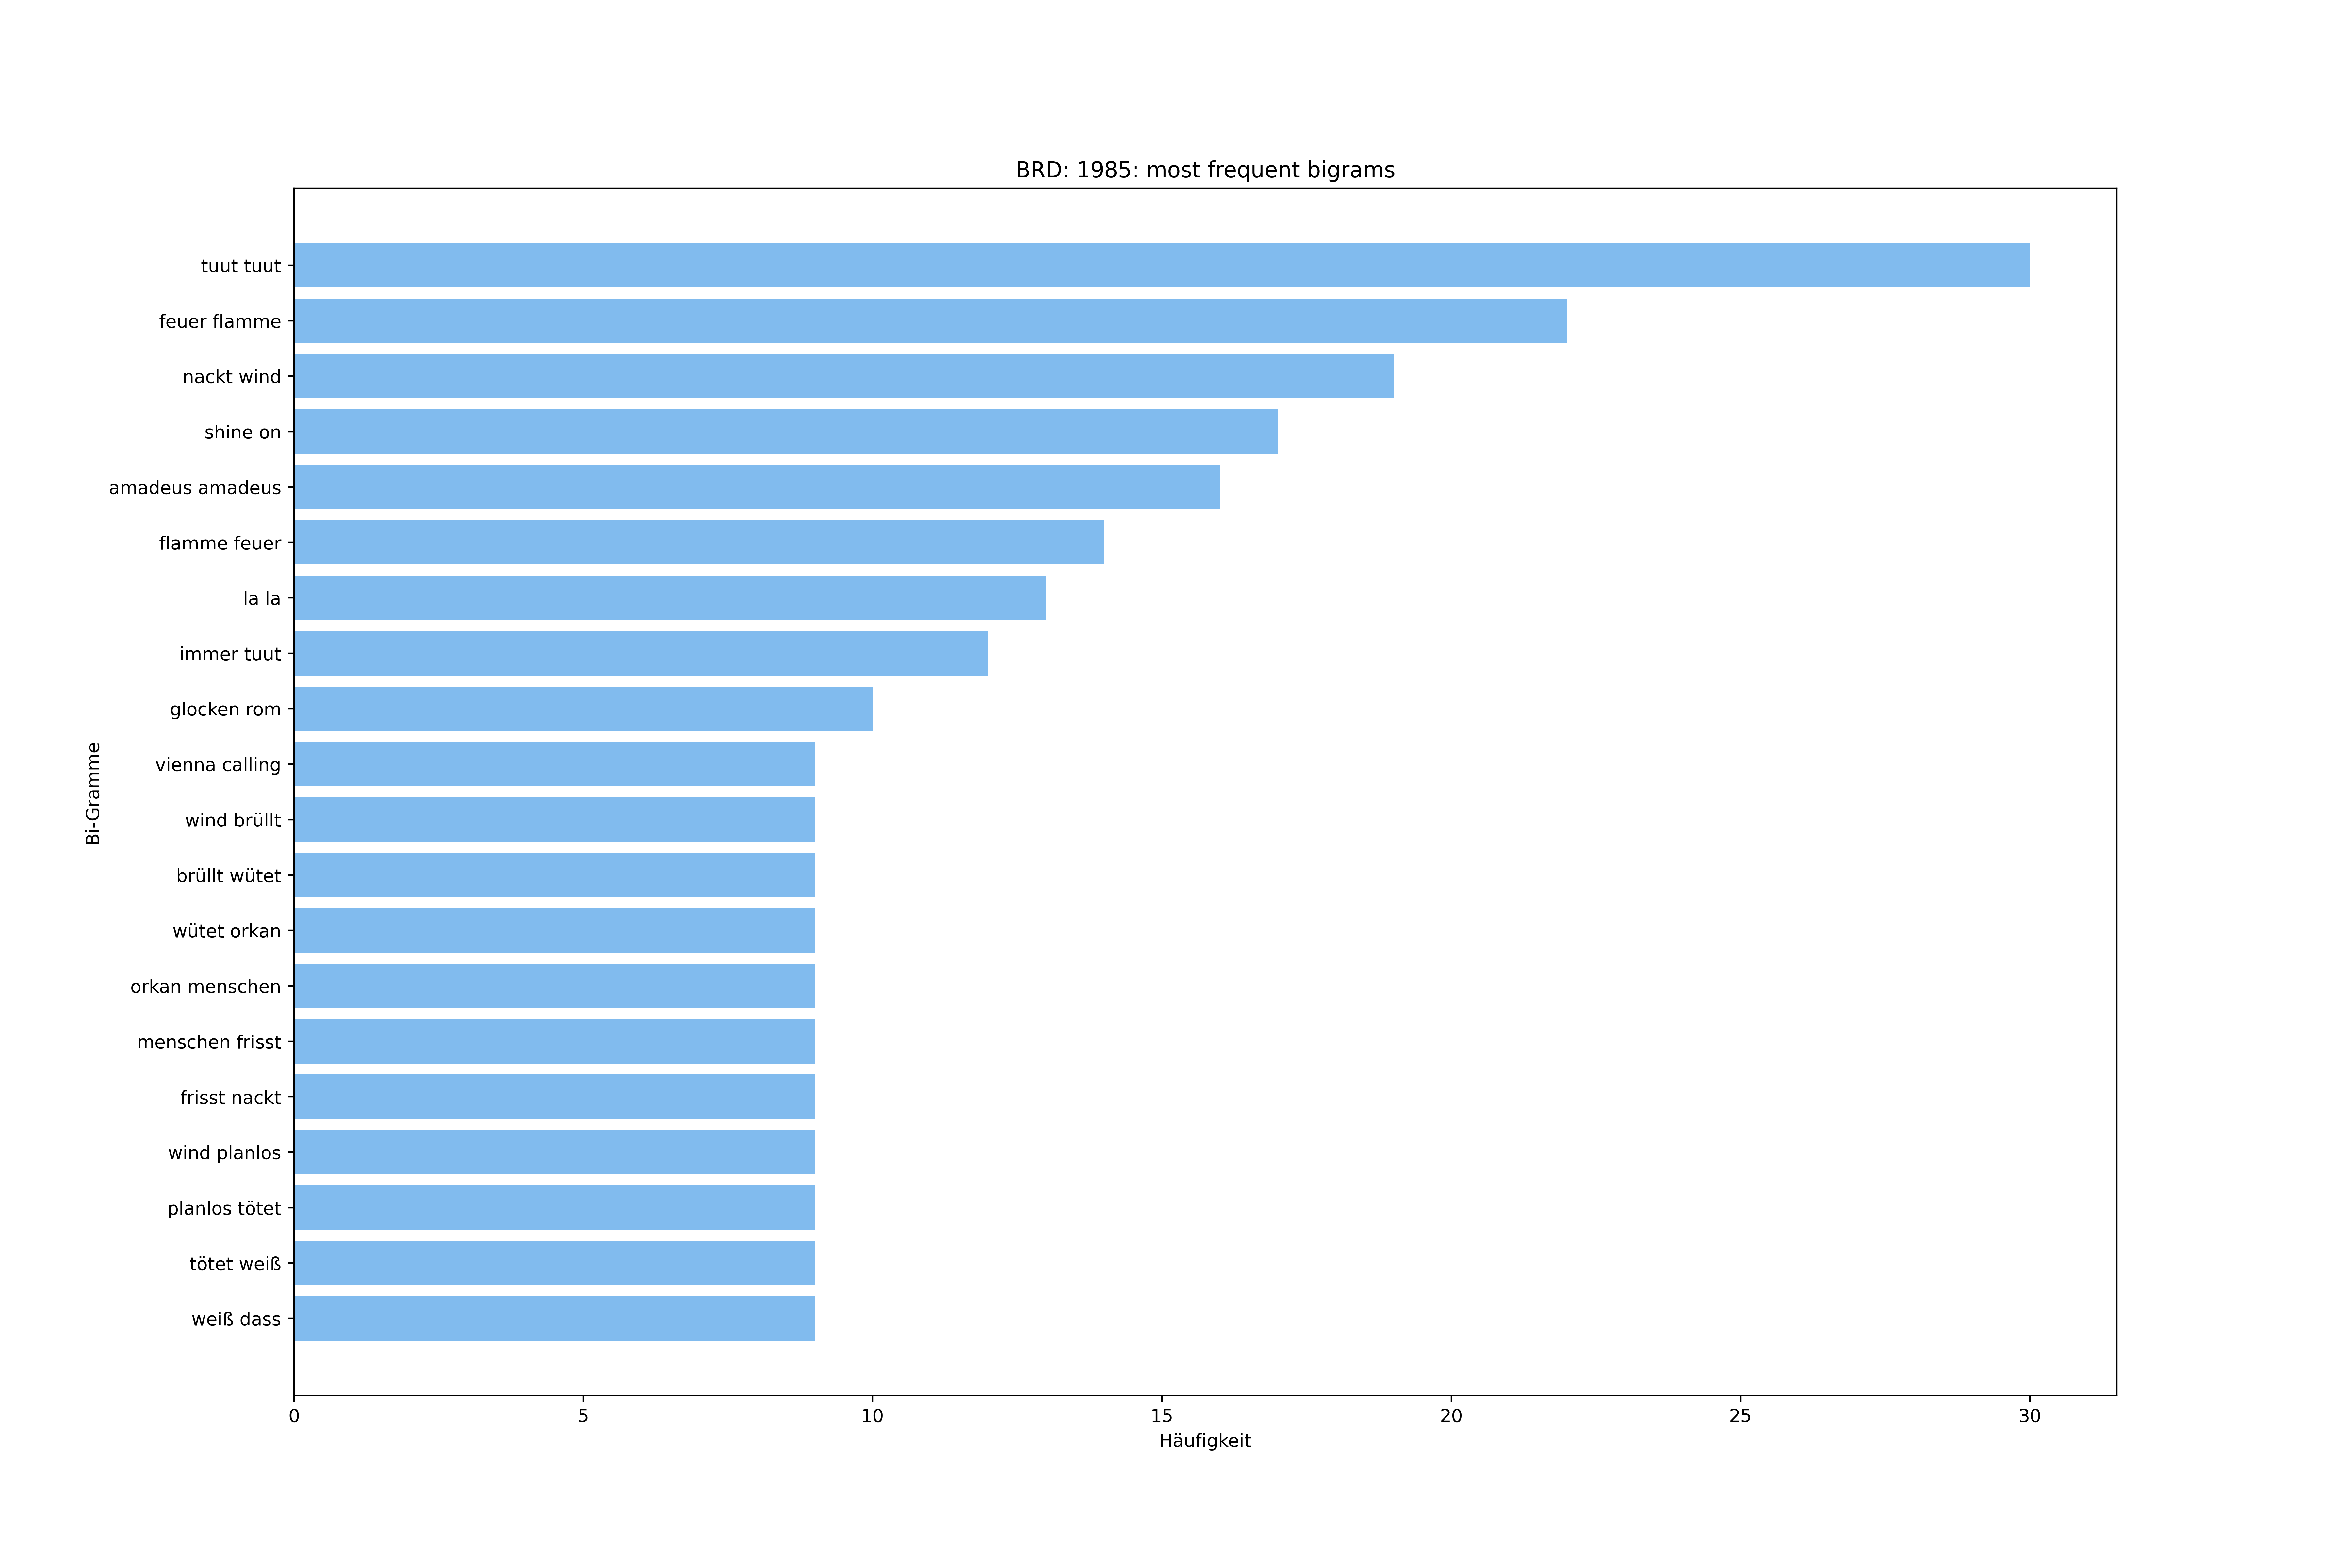 BRD: 1985: most frequent bigrams
tuut tuut
feuer flamme
nackt wind
shine on
amadeus amadeus
flamme feuer
la la
immer tuut
glocken rom
vienna calling
wind brüllt
brüllt wütet
wütet orkan
orkan menschen
menschen frisst
frisst nackt
wind planlos
planlos tötet
tötet weiß
weiß dass
Bi-Gramme
0 5 10 15 20 25 30
Häufigkeit